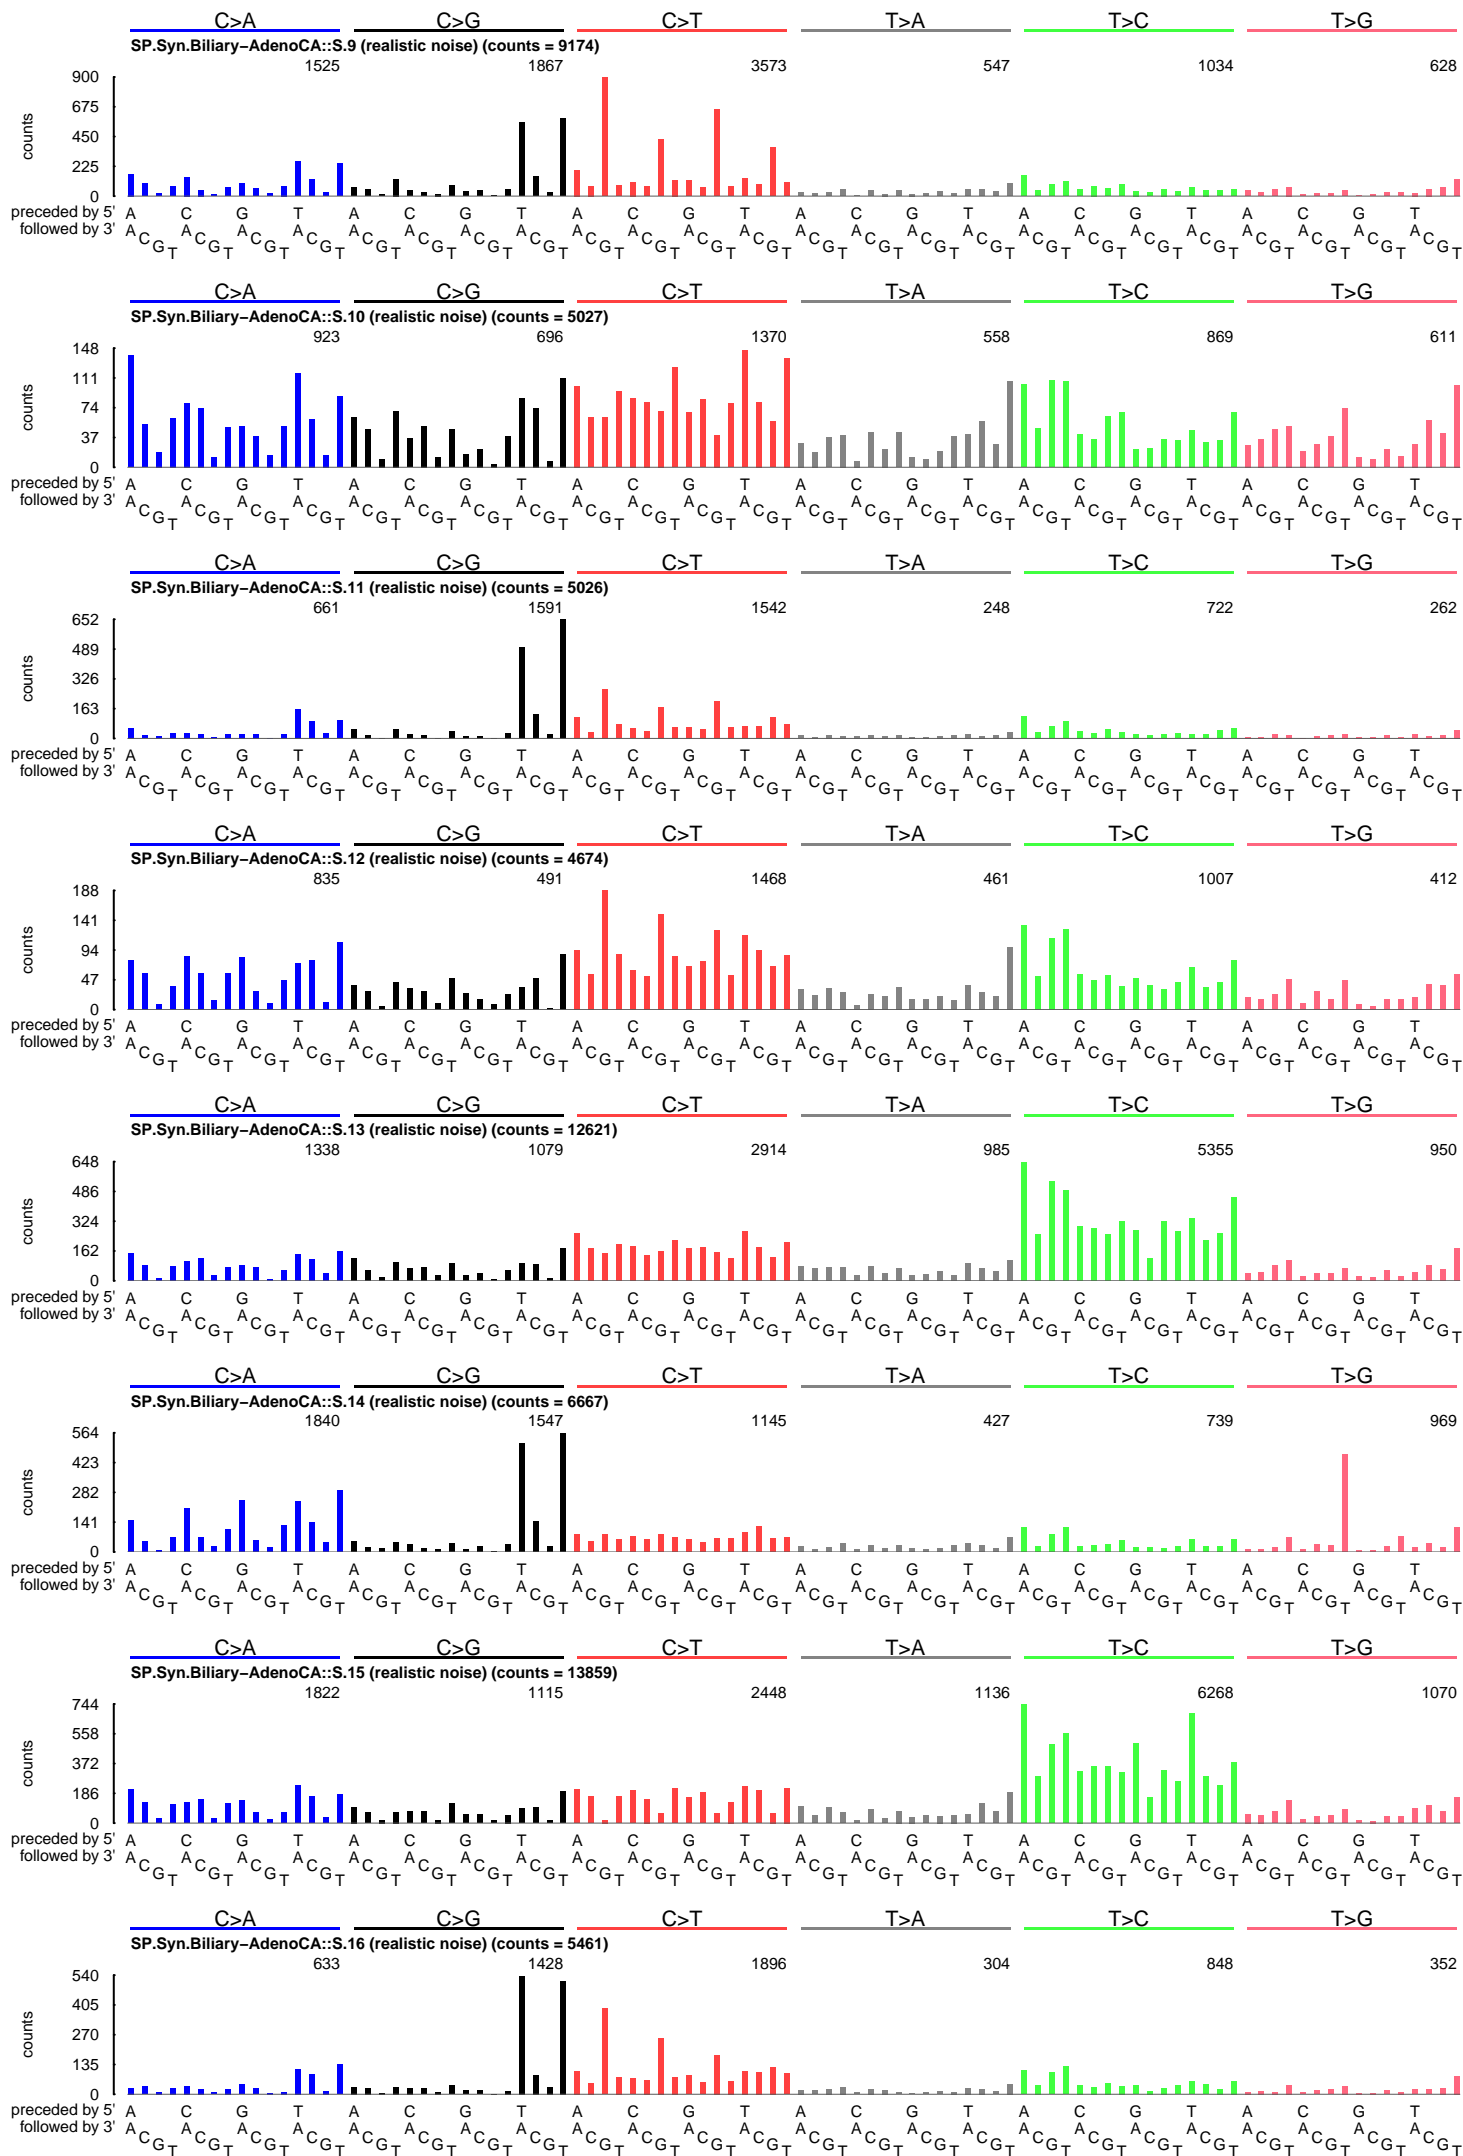 C>A C>G C>T T>A T>C T>G
SP.Syn.Biliary–AdenoCA::S.9 (realistic noise) (counts = 9174)
1525 1867 3573 547 1034 628
900
675
450
225
0
counts
preceded by 5' A C G T A C G T A C G T A C G T A C G T A C G T
followed by 3' A C G T A C G T A C G T A C G T A C G T A C G T A C G T A C G T A C G T A C G T A C G T A C G T A C G T A C G T A C G T A C G T A C G T A C G T A C G T A C G T A C G T A C G T A C G T A C G T
C>A C>G C>T T>A T>C T>G
SP.Syn.Biliary–AdenoCA::S.10 (realistic noise) (counts = 5027)
923 696 1370 558 869 611
148
111
74
37
0
counts
preceded by 5' A C G T A C G T A C G T A C G T A C G T A C G T
followed by 3' A C G T A C G T A C G T A C G T A C G T A C G T A C G T A C G T A C G T A C G T A C G T A C G T A C G T A C G T A C G T A C G T A C G T A C G T A C G T A C G T A C G T A C G T A C G T A C G T
C>A C>G C>T T>A T>C T>G
SP.Syn.Biliary–AdenoCA::S.11 (realistic noise) (counts = 5026)
661 1591 1542 248 722 262
652
489
326
163
0
counts
preceded by 5' A C G T A C G T A C G T A C G T A C G T A C G T
followed by 3' A C G T A C G T A C G T A C G T A C G T A C G T A C G T A C G T A C G T A C G T A C G T A C G T A C G T A C G T A C G T A C G T A C G T A C G T A C G T A C G T A C G T A C G T A C G T A C G T
C>A C>G C>T T>A T>C T>G
SP.Syn.Biliary–AdenoCA::S.12 (realistic noise) (counts = 4674)
835 491 1468 461 1007 412
188
141
94
47
0
counts
preceded by 5' A C G T A C G T A C G T A C G T A C G T A C G T
followed by 3' A C G T A C G T A C G T A C G T A C G T A C G T A C G T A C G T A C G T A C G T A C G T A C G T A C G T A C G T A C G T A C G T A C G T A C G T A C G T A C G T A C G T A C G T A C G T A C G T
C>A C>G C>T T>A T>C T>G
SP.Syn.Biliary–AdenoCA::S.13 (realistic noise) (counts = 12621)
1338 1079 2914 985 5355 950
648
486
324
162
0
counts
preceded by 5' A C G T A C G T A C G T A C G T A C G T A C G T
followed by 3' A C G T A C G T A C G T A C G T A C G T A C G T A C G T A C G T A C G T A C G T A C G T A C G T A C G T A C G T A C G T A C G T A C G T A C G T A C G T A C G T A C G T A C G T A C G T A C G T
C>A C>G C>T T>A T>C T>G
SP.Syn.Biliary–AdenoCA::S.14 (realistic noise) (counts = 6667)
1840 1547 1145 427 739 969
564
423
282
141
0
counts
preceded by 5' A C G T A C G T A C G T A C G T A C G T A C G T
followed by 3' A C G T A C G T A C G T A C G T A C G T A C G T A C G T A C G T A C G T A C G T A C G T A C G T A C G T A C G T A C G T A C G T A C G T A C G T A C G T A C G T A C G T A C G T A C G T A C G T
C>A C>G C>T T>A T>C T>G
SP.Syn.Biliary–AdenoCA::S.15 (realistic noise) (counts = 13859)
1822 1115 2448 1136 6268 1070
744
558
372
186
0
counts
preceded by 5' A C G T A C G T A C G T A C G T A C G T A C G T
followed by 3' A C G T A C G T A C G T A C G T A C G T A C G T A C G T A C G T A C G T A C G T A C G T A C G T A C G T A C G T A C G T A C G T A C G T A C G T A C G T A C G T A C G T A C G T A C G T A C G T
C>A C>G C>T T>A T>C T>G
SP.Syn.Biliary–AdenoCA::S.16 (realistic noise) (counts = 5461)
633 1428 1896 304 848 352
540
405
270
135
0
counts
preceded by 5' A C G T A C G T A C G T A C G T A C G T A C G T
followed by 3' A C G T A C G T A C G T A C G T A C G T A C G T A C G T A C G T A C G T A C G T A C G T A C G T A C G T A C G T A C G T A C G T A C G T A C G T A C G T A C G T A C G T A C G T A C G T A C G T